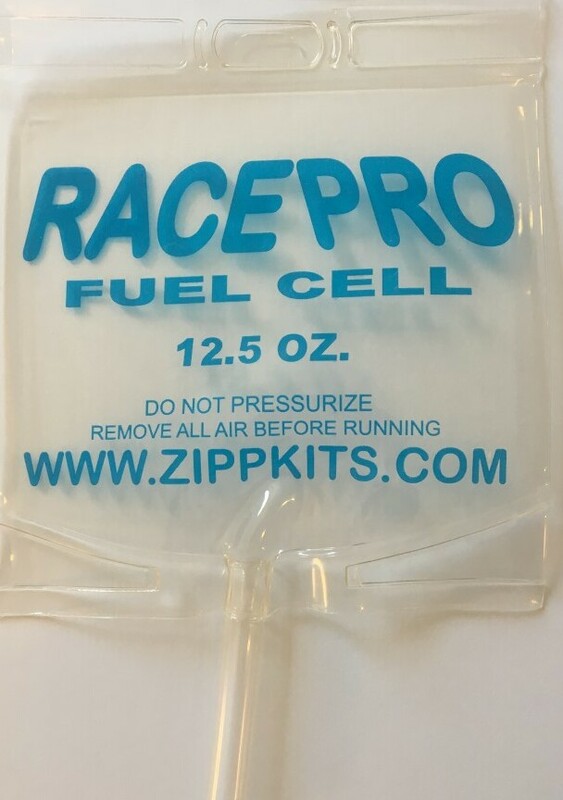 RACEPRO
FUEL CELL
12.5 OZ.
DO NOT PRESSURIZE
REMOVE ALL AIR BEFORE RUNNING
WWW.ZIPPKITS.COM